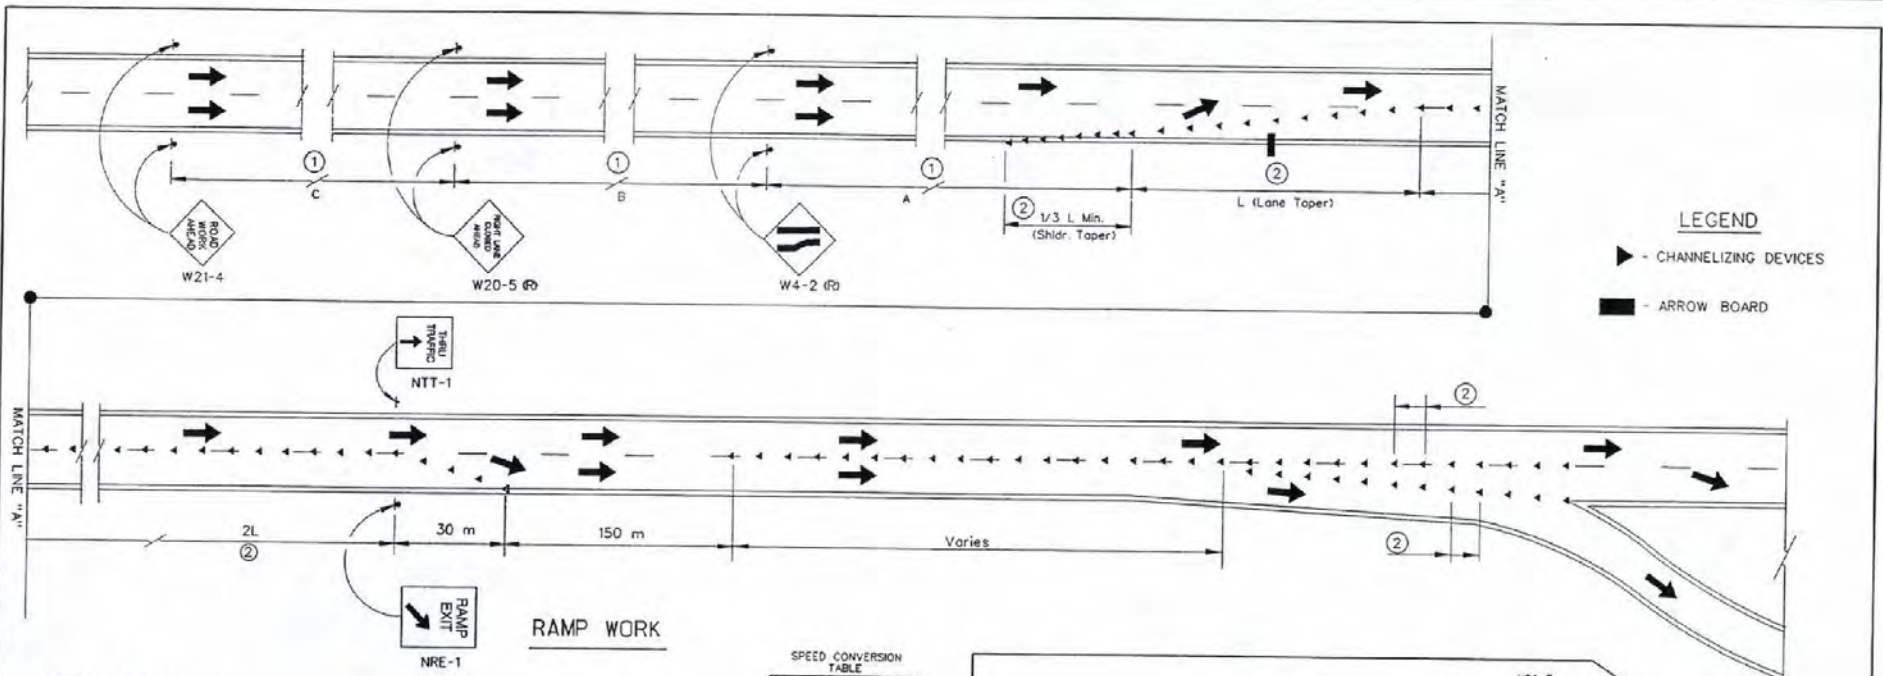 ①
①
①
②
C
B
A
L (Lane Taper)
② 1/3 L Min.
(Shldr. Taper)
MATCH LINE "A"
ROAD
WORK
AHEAD
W21-4
RIGHT LANE
CLOSED
AHEAD
W20-5 (R)
W4-2 (R)
LEGEND
- CHANNELIZING DEVICES
- ARROW BOARD
THRU
TRAFFIC
NTT-1
MATCH LINE "A"
②
2L
②
30 m
150 m
Varies
②
RAMP
EXIT
NRE-1
RAMP WORK
SPEED CONVERSION
TABLE